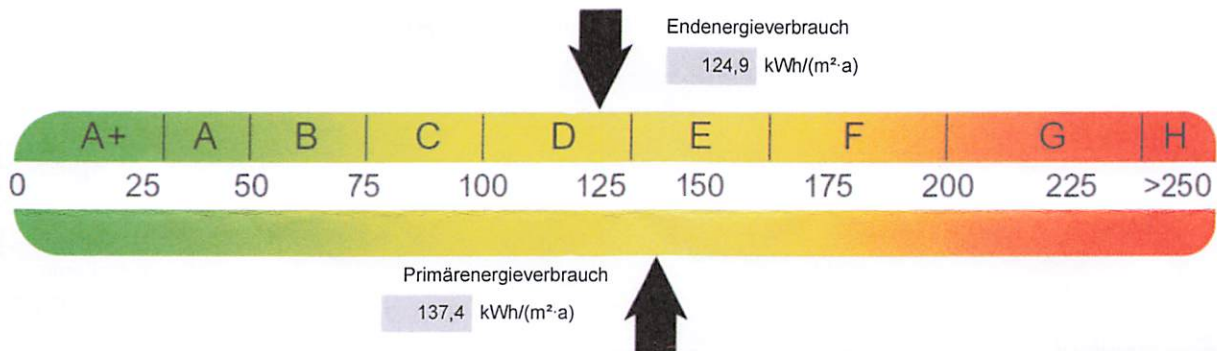 Endenergieverbrauch
124,9 kWh/(m²·a)
A+ A B C D E F G H
0 25 50 75 100 125 150 175 200 225 >250
Primärenergieverbrauch
137,4 kWh/(m²·a)